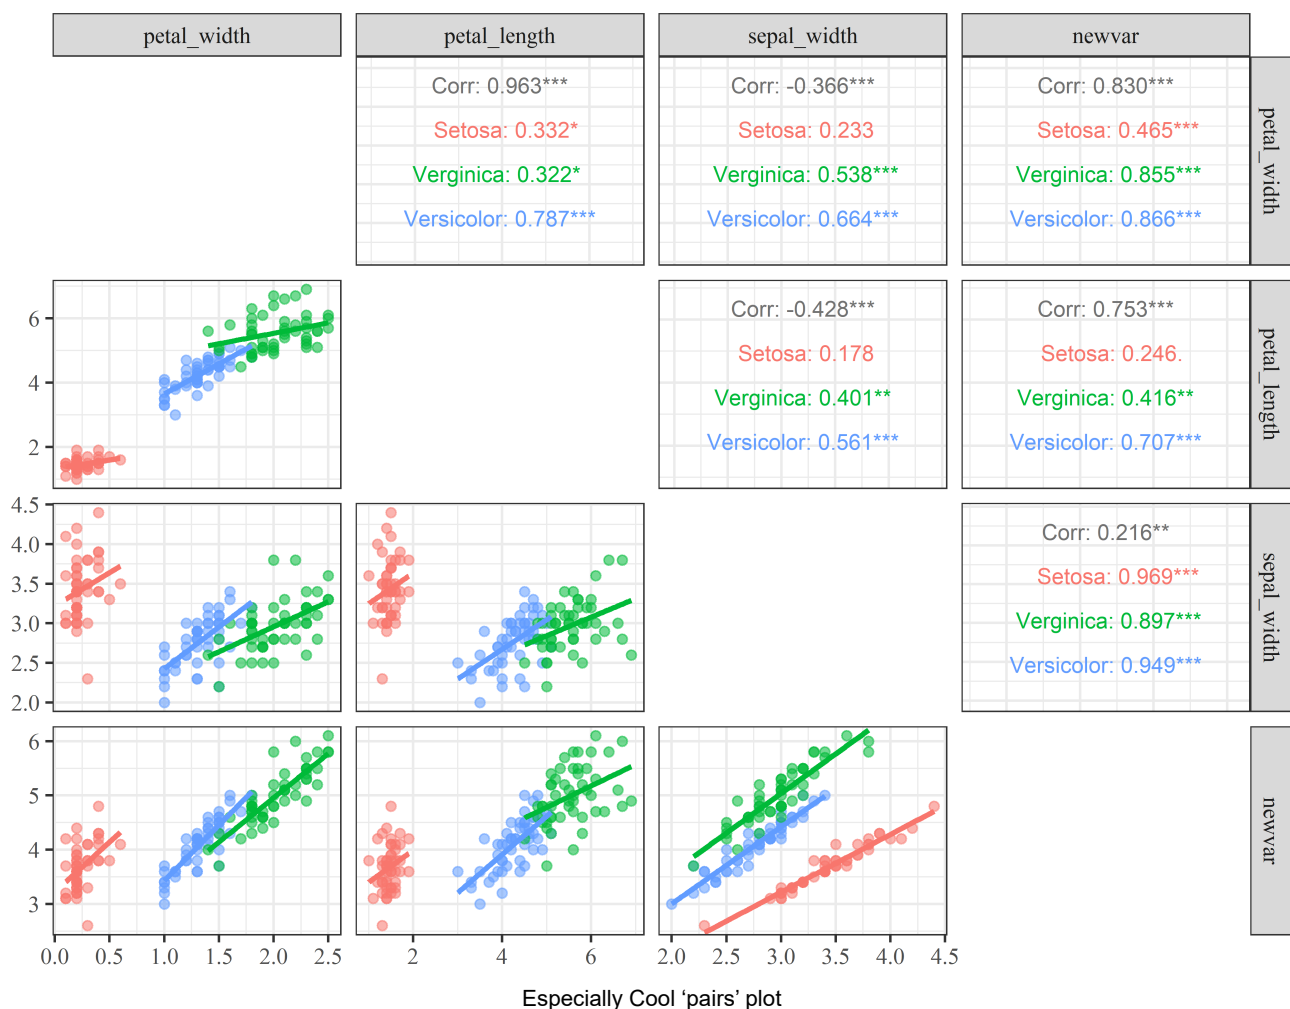 petal_width petal_length sepal_width newvar
Corr: 0.963*** Corr: -0.366*** Corr: 0.830***
Setosa: 0.332* Setosa: 0.233 Setosa: 0.465***
Verginica: 0.322* Verginica: 0.538*** Verginica: 0.855***
Versicolor: 0.787*** Versicolor: 0.664*** Versicolor: 0.866***
petal_width
Corr: -0.428*** Corr: 0.753***
Setosa: 0.178 Setosa: 0.246.
Verginica: 0.401** Verginica: 0.416**
Versicolor: 0.561*** Versicolor: 0.707***
petal_length
6
4
2
Corr: 0.216**
Setosa: 0.969***
Verginica: 0.897***
Versicolor: 0.949***
sepal_width
4.5
4.0
3.5
3.0
2.5
2.0
newvar
6
5
4
3
0.0 0.5 1.0 1.5 2.0 2.5 2 4 6 2.0 2.5 3.0 3.5 4.0 4.5
Especially Cool ‘pairs’ plot